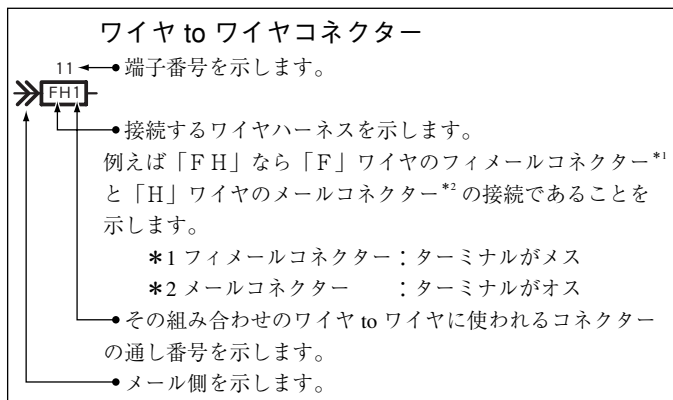 ワイヤ to ワイヤコネクター
11
端子番号を示します。
FH1
接続するワイヤハーネスを示します。
例えば「ＦＨ」なら「F」ワイヤのフィメールコネクター*1
と「H」ワイヤのメールコネクター*2 の接続であることを
示します。
＊1 フィメールコネクター：ターミナルがメス
＊2 メールコネクター　　：ターミナルがオス
その組み合わせのワイヤ to ワイヤに使われるコネクター
の通し番号を示します。
メール側を示します。